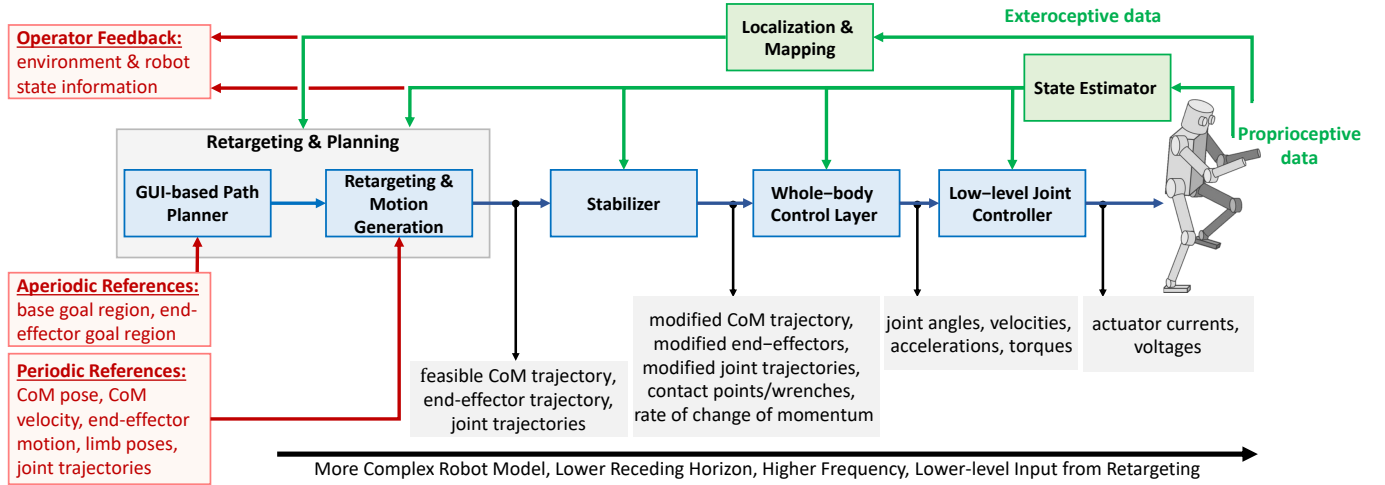 Exteroceptive data
Localization &
Mapping
Operator Feedback:
environment & robot
state information
State Estimator
Proprioceptive
data
Retargeting & Planning
GUI-based Path
Planner
Retargeting &
Motion
Generation
Stabilizer
Whole−body
Control Layer
Low−level Joint
Controller
Aperiodic References:
base goal region, end-
effector goal region
Periodic References:
CoM pose, CoM
velocity, end-effector
motion, limb poses,
joint trajectories
feasible CoM trajectory,
end-effector trajectory,
joint trajectories
modified CoM trajectory,
modified end−effectors,
modified joint trajectories,
contact points/wrenches,
rate of change of momentum
joint angles, velocities,
accelerations, torques
actuator currents,
voltages
More Complex Robot Model, Lower Receding Horizon, Higher Frequency, Lower-level Input from Retargeting